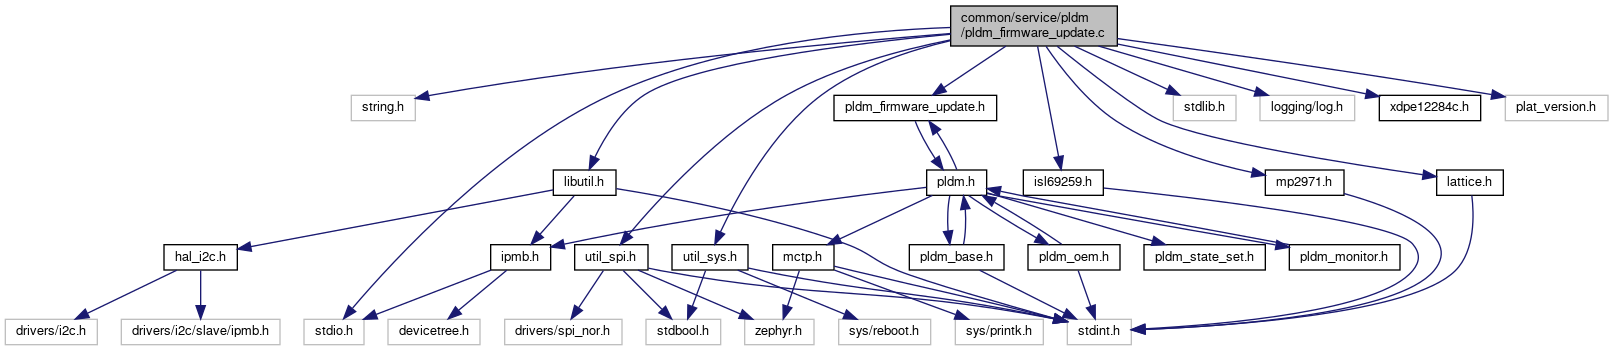 common/service/pldm
/pldm_firmware_update.c
string.h
pldm_firmware_update.h
stdlib.h
logging/log.h
xdpe12284c.h
plat_version.h
libutil.h
pldm.h
isl69259.h
mp2971.h
lattice.h
hal_i2c.h
ipmb.h
util_spi.h
util_sys.h
mctp.h
pldm_base.h
pldm_oem.h
pldm_state_set.h
pldm_monitor.h
drivers/i2c.h
drivers/i2c/slave/ipmb.h
stdio.h
devicetree.h
drivers/spi_nor.h
stdbool.h
zephyr.h
sys/reboot.h
sys/printk.h
stdint.h